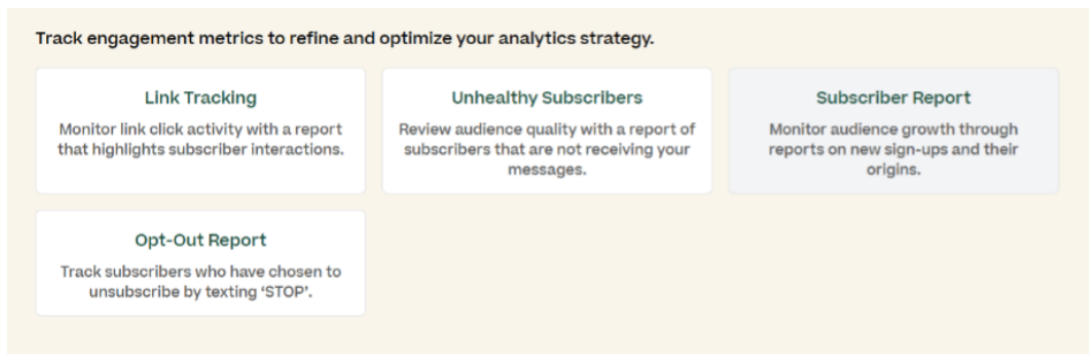 Track engagement metrics to refine and optimize your analytics strategy.
Link Tracking
Monitor link click activity with a report
that highlights subscriber interactions.
Unhealthy Subscribers
Review audience quality with a report of
subscribers that are not receiving your
messages.
Subscriber Report
Monitor audience growth through
reports on new sign-ups and their
origins.
Opt-Out Report
Track subscribers who have chosen to
unsubscribe by texting ‘STOP’.